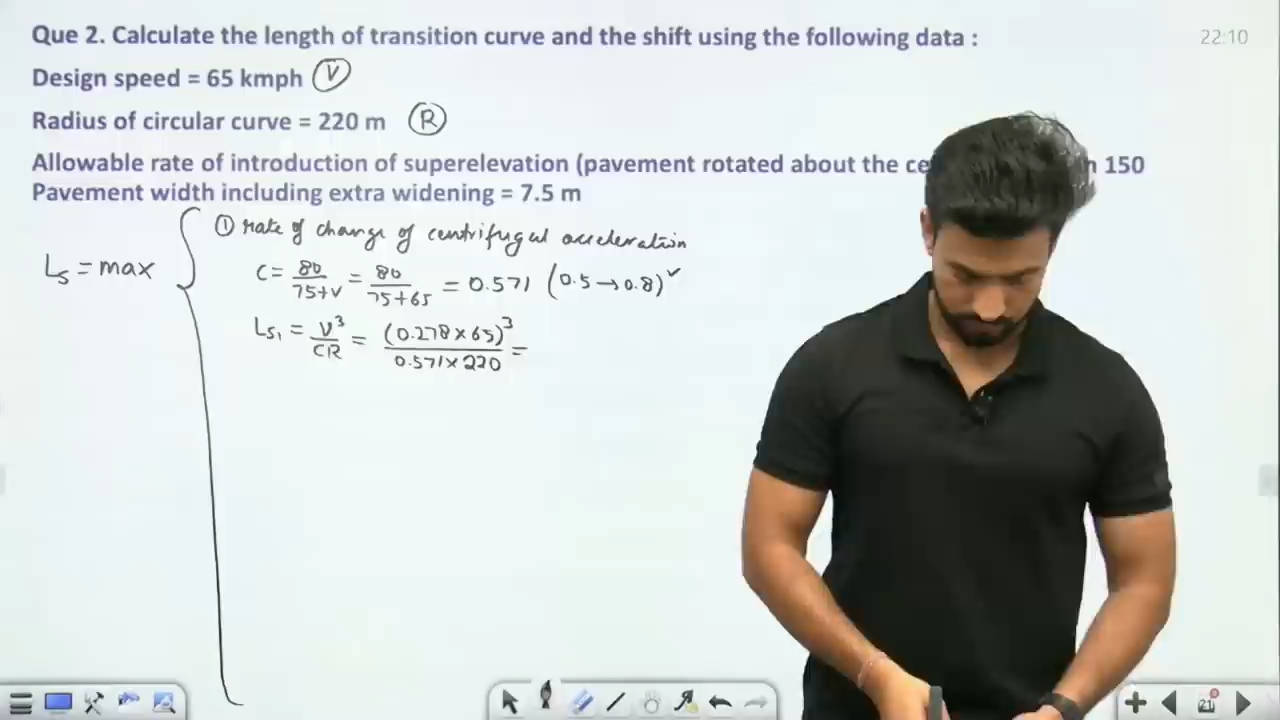 Que 2. Calculate the length of transition curve and the shift using the following data :
22:10
Design speed = 65 kmph (V)
Radius of circular curve = 220 m (R)
Allowable rate of introduction of superelevation (pavement rotated about the 150
Pavement width including extra widening = 7.5 m
① rate of change of centrifugal acceleration
Ls = max
C = 80/75+V = 80/75+65 = 0.571 (0.5→0.8)✓
Ls₁ = V³/CR = (0.278×65)³/0.571×220 =
21